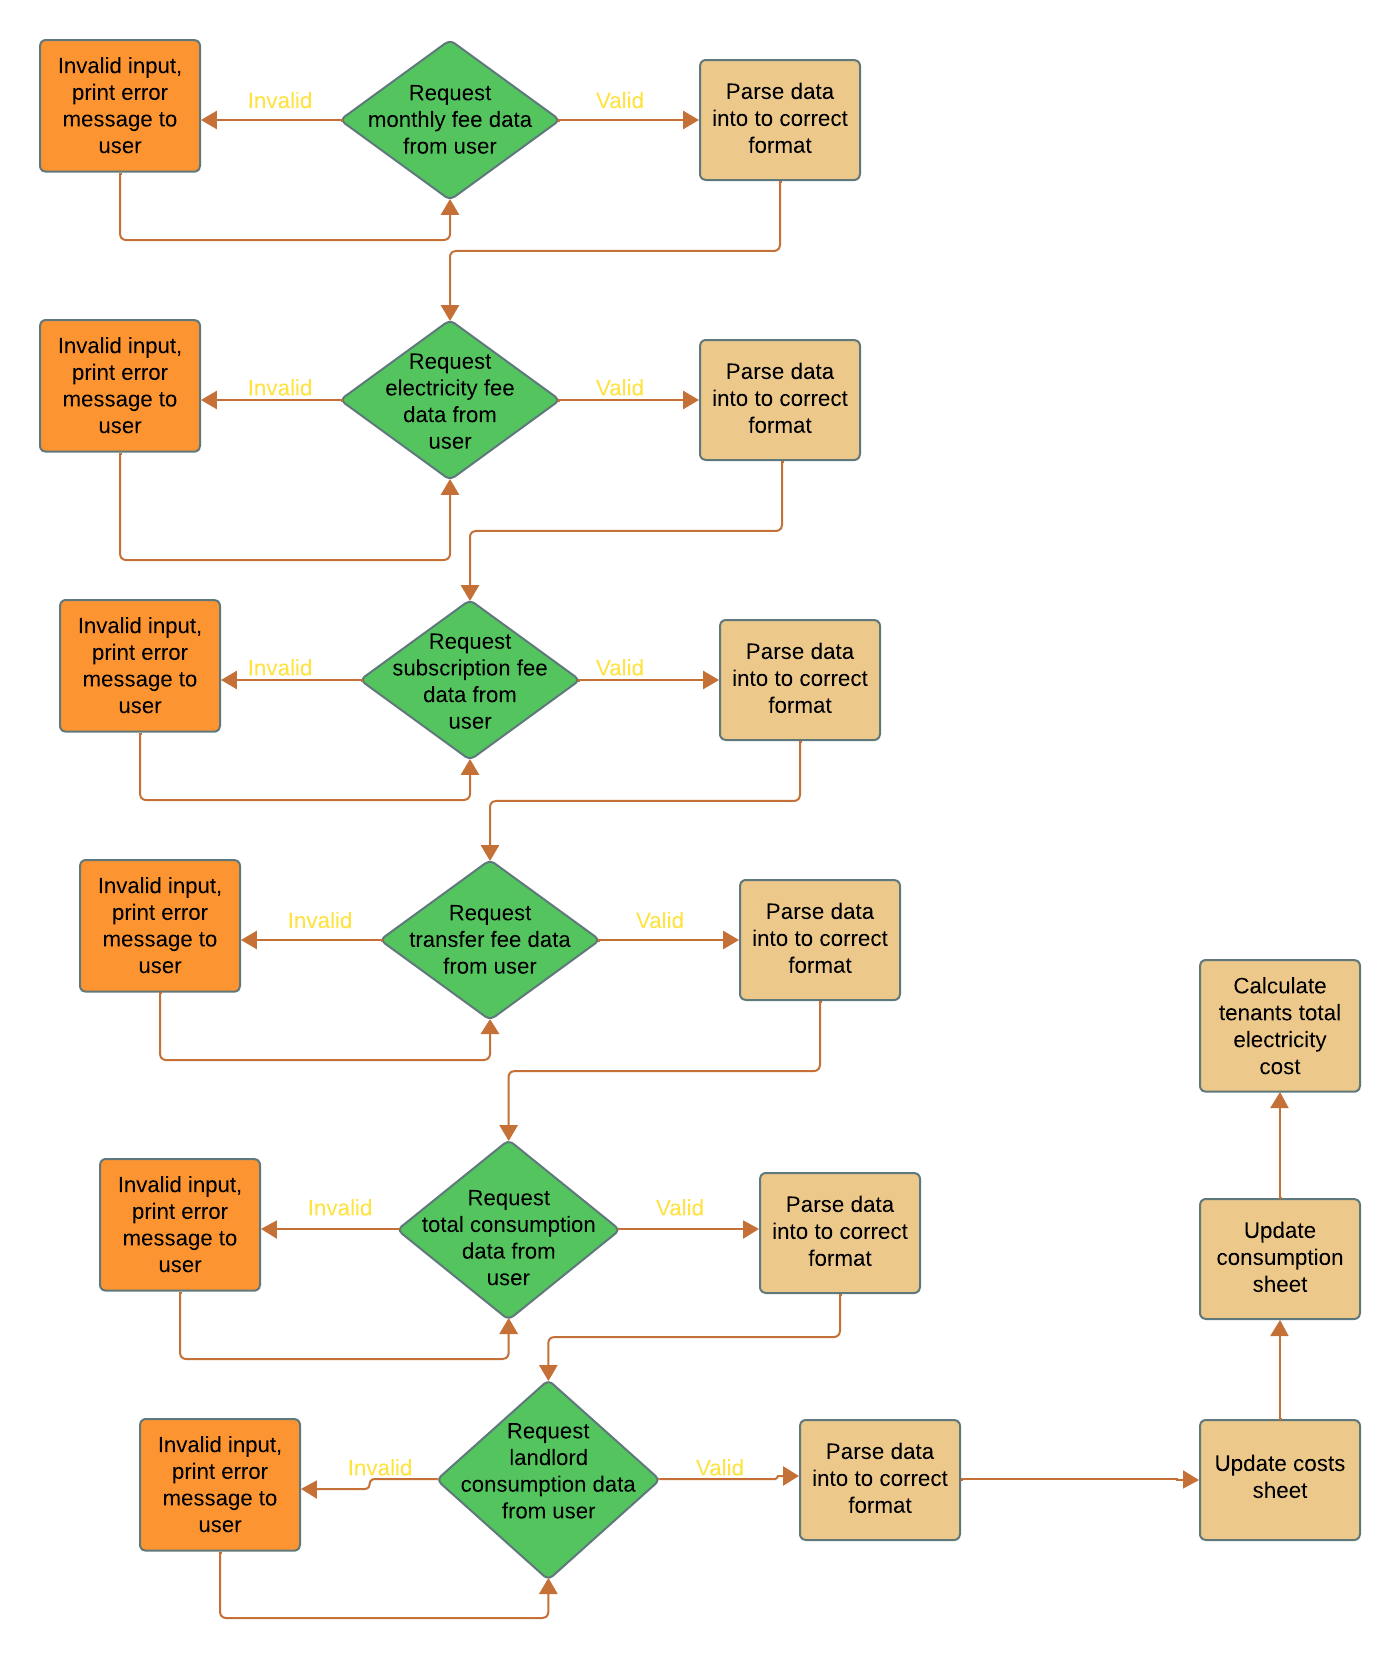 Invalid input,
print error
message to
user
Invalid
Request
monthly fee data
from user
Valid
Parse data
into to correct
format
Invalid input,
print error
message to
user
Invalid
Request
electricity fee
data from
user
Valid
Parse data
into to correct
format
Invalid input,
print error
message to
user
Invalid
Request
subscription fee
data from
user
Valid
Parse data
into to correct
format
Invalid input,
print error
message to
user
Invalid
Request
transfer fee data
from user
Valid
Parse data
into to correct
format
Invalid input,
print error
message to
user
Invalid
Request
total consumption
data from
user
Valid
Parse data
into to correct
format
Invalid input,
print error
message to
user
Invalid
Request
landlord
consumption data
from user
Valid
Parse data
into to correct
format
Update costs
sheet
Update
consumption
sheet
Calculate
tenants total
electricity
cost